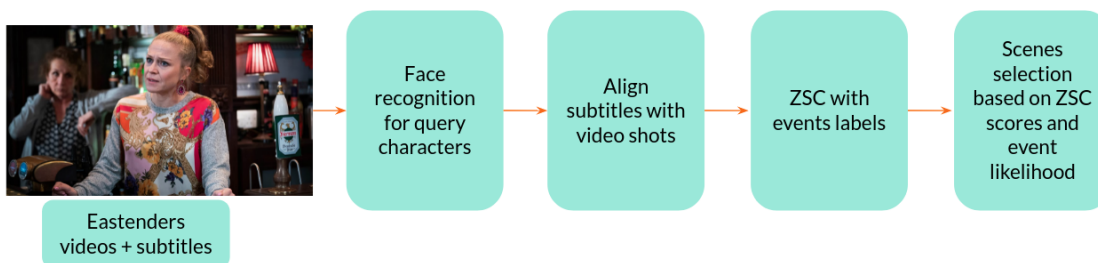 Eastenders
videos + subtitles
Face
recognition
for query
characters
Align
subtitles with
video shots
ZSC with
events labels
Scenes
selection
based on ZSC
scores and
event
likelihood